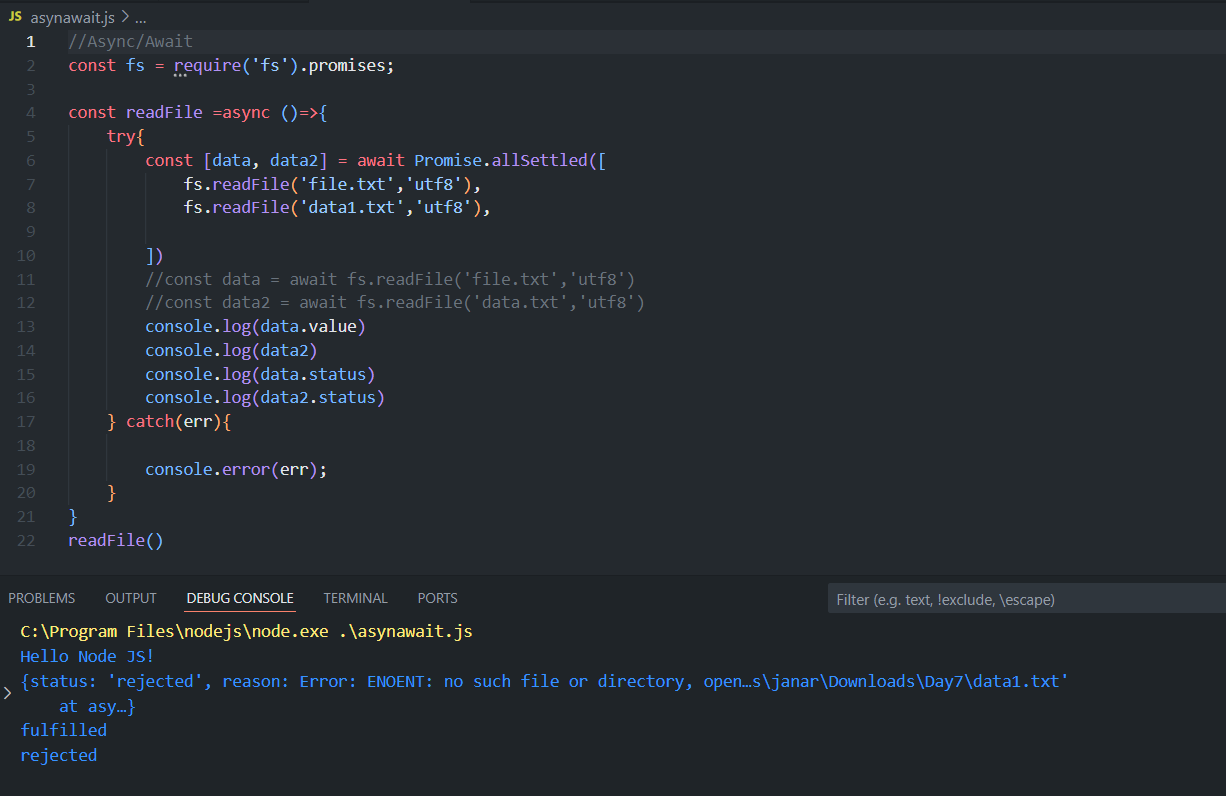 JS asynawait.js > ...
1 //Async/Await
2 const fs = require('fs').promises;
3
4 const readFile =async ()=>{
5 try{
6 const [data, data2] = await Promise.allSettled([
7 fs.readFile('file.txt','utf8'),
8 fs.readFile('data1.txt','utf8'),
9
10 ])
11 //const data = await fs.readFile('file.txt','utf8')
12 //const data2 = await fs.readFile('data.txt','utf8')
13 console.log(data.value)
14 console.log(data2)
15 console.log(data.status)
16 console.log(data2.status)
17 } catch(err){
18
19 console.error(err);
20 }
21 }
22 readFile()
PROBLEMS OUTPUT DEBUG CONSOLE TERMINAL PORTS Filter (e.g. text, !exclude, \escape)
C:\Program Files\nodejs\node.exe .\asynawait.js
Hello Node JS!
{status: 'rejected', reason: Error: ENOENT: no such file or directory, open…s\janar\Downloads\Day7\data1.txt'
at asy…}
fulfilled
rejected